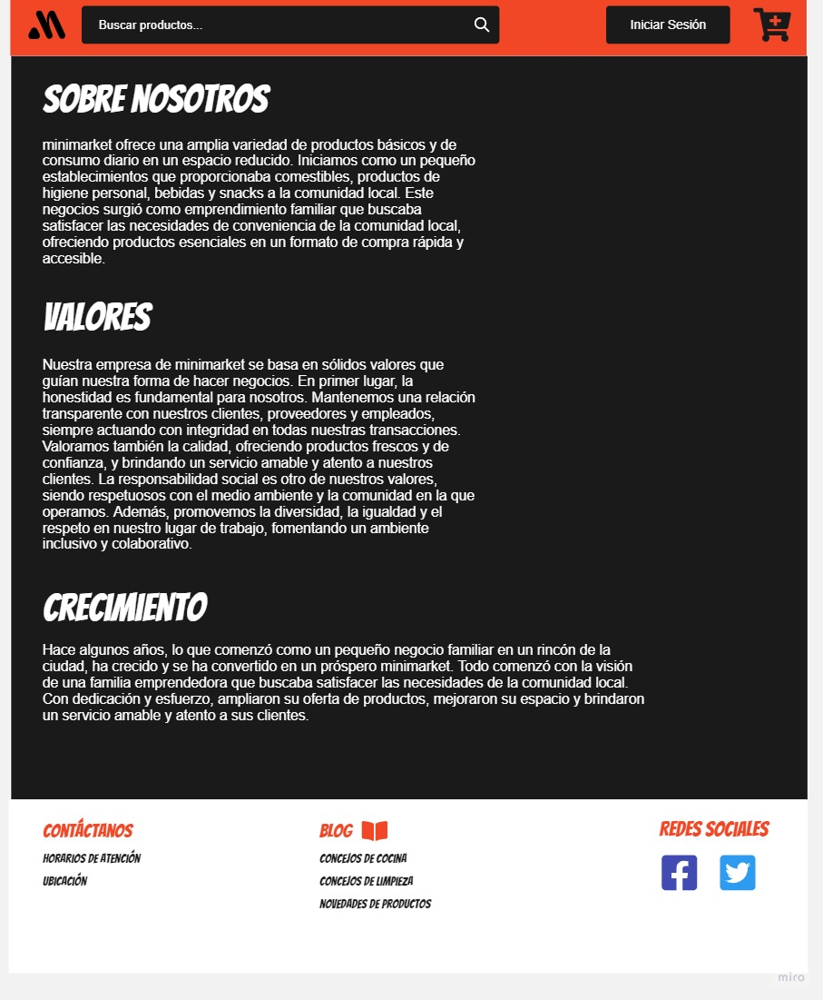 Buscar productos...
Iniciar Sesión
SOBRE NOSOTROS
minimarket ofrece una amplia variedad de productos básicos y de
consumo diario en un espacio reducido. Iniciamos como un pequeño
establecimientos que proporcionaba comestibles, productos de
higiene personal, bebidas y snacks a la comunidad local. Este
negocios surgió como emprendimiento familiar que buscaba
satisfacer las necesidades de conveniencia de la comunidad local,
ofreciendo productos esenciales en un formato de compra rápida y
accesible.
VALORES
Nuestra empresa de minimarket se basa en sólidos valores que
guían nuestra forma de hacer negocios. En primer lugar, la
honestidad es fundamental para nosotros. Mantenemos una relación
transparente con nuestros clientes, proveedores y empleados,
siempre actuando con integridad en todas nuestras transacciones.
Valoramos también la calidad, ofreciendo productos frescos y de
confianza, y brindando un servicio amable y atento a nuestros
clientes. La responsabilidad social es otro de nuestros valores,
siendo respetuosos con el medio ambiente y la comunidad en la que
operamos. Además, promovemos la diversidad, la igualdad y el
respeto en nuestro lugar de trabajo, fomentando un ambiente
inclusivo y colaborativo.
CRECIMIENTO
Hace algunos años, lo que comenzó como un pequeño negocio familiar en un rincón de la
ciudad, ha crecido y se ha convertido en un próspero minimarket. Todo comenzó con la visión
de una familia emprendedora que buscaba satisfacer las necesidades de la comunidad local.
Con dedicación y esfuerzo, ampliaron su oferta de productos, mejoraron su espacio y brindaron
un servicio amable y atento a sus clientes.
CONTÁCTANOS
HORARIOS DE ATENCIÓN
UBICACIÓN
BLOG
CONCEJOS DE COCINA
CONCEJOS DE LIMPIEZA
NOVEDADES DE PRODUCTOS
REDES SOCIALES
miro